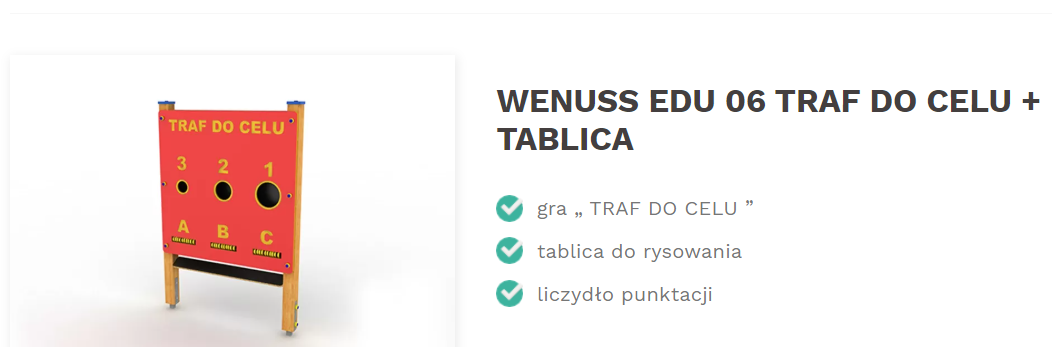 TRAF DO CELU
3 2 1
A B C
WENUSS EDU 06 TRAF DO CELU +
TABLICA
gra „ TRAF DO CELU ”
tablica do rysowania
liczydło punktacji